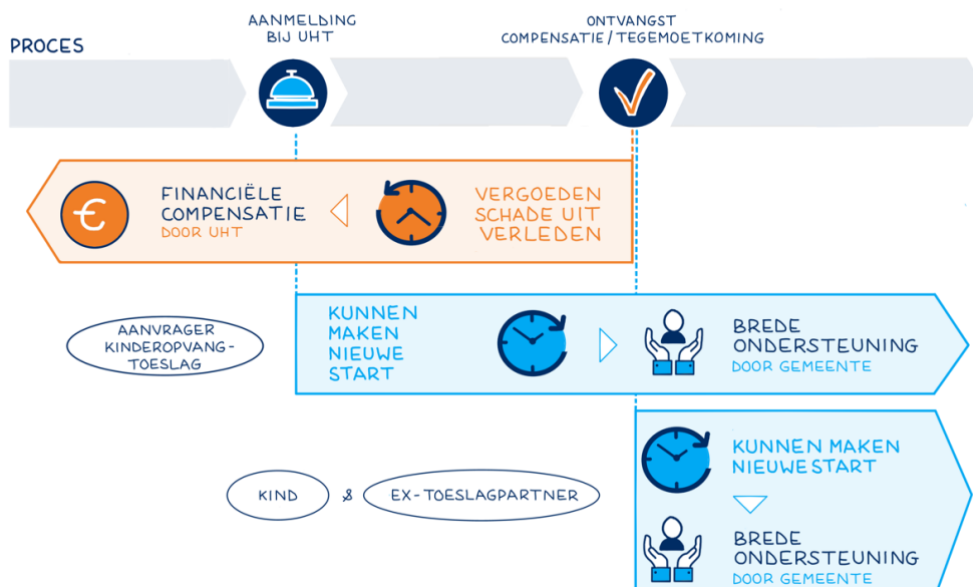 PROCES
AANMELDING
BIJ UHT
ONTVANGST
COMPENSATIE/TEGEMOETKOMING
FINANCIËLE
COMPENSATIE
DOOR UHT
VERGOEDEN
SCHADE UIT
VERLEDEN
AANVRAGER
KINDEROPVANG-
TOESLAG
KUNNEN
MAKEN
NIEUWE
START
BREDE
ONDERSTEUNING
DOOR GEMEENTE
KIND & EX-TOESLAGPARTNER
KUNNEN MAKEN
NIEUWE START
BREDE
ONDERSTEUNING
DOOR GEMEENTE